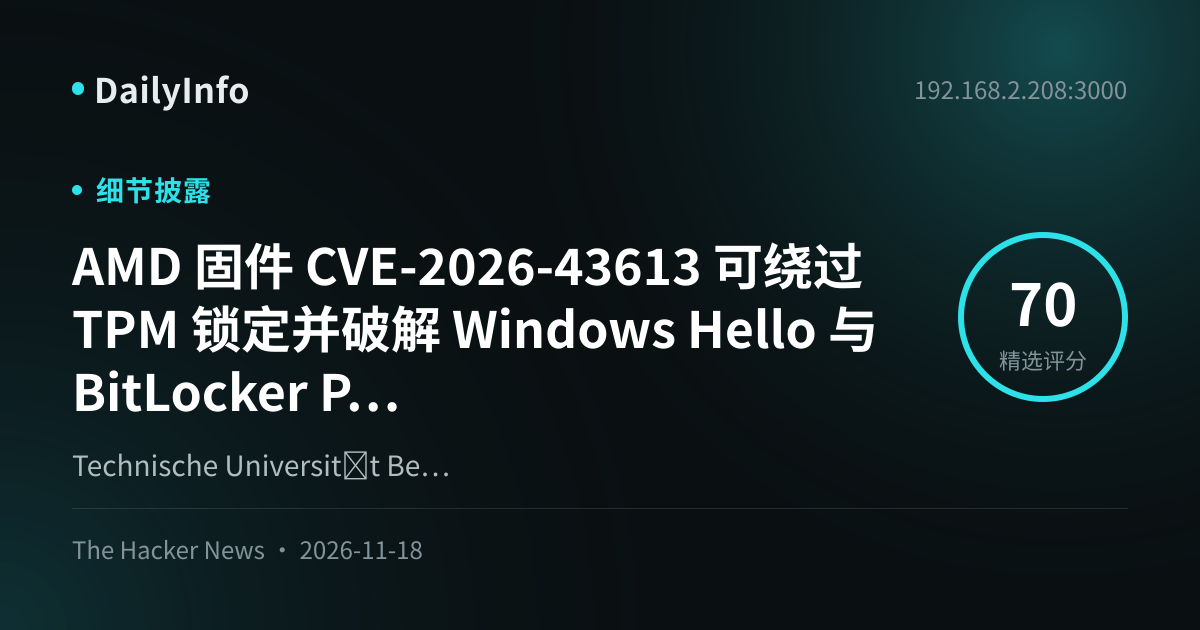 DailyInfo
192.168.2.208:3000
细节披露
AMD 固件 CVE-2026-43613 可绕过
TPM 锁定并破解 Windows Hello 与
BitLocker P…
70
精选评分
Technische Universit☒t Be…
The Hacker News · 2026-11-18